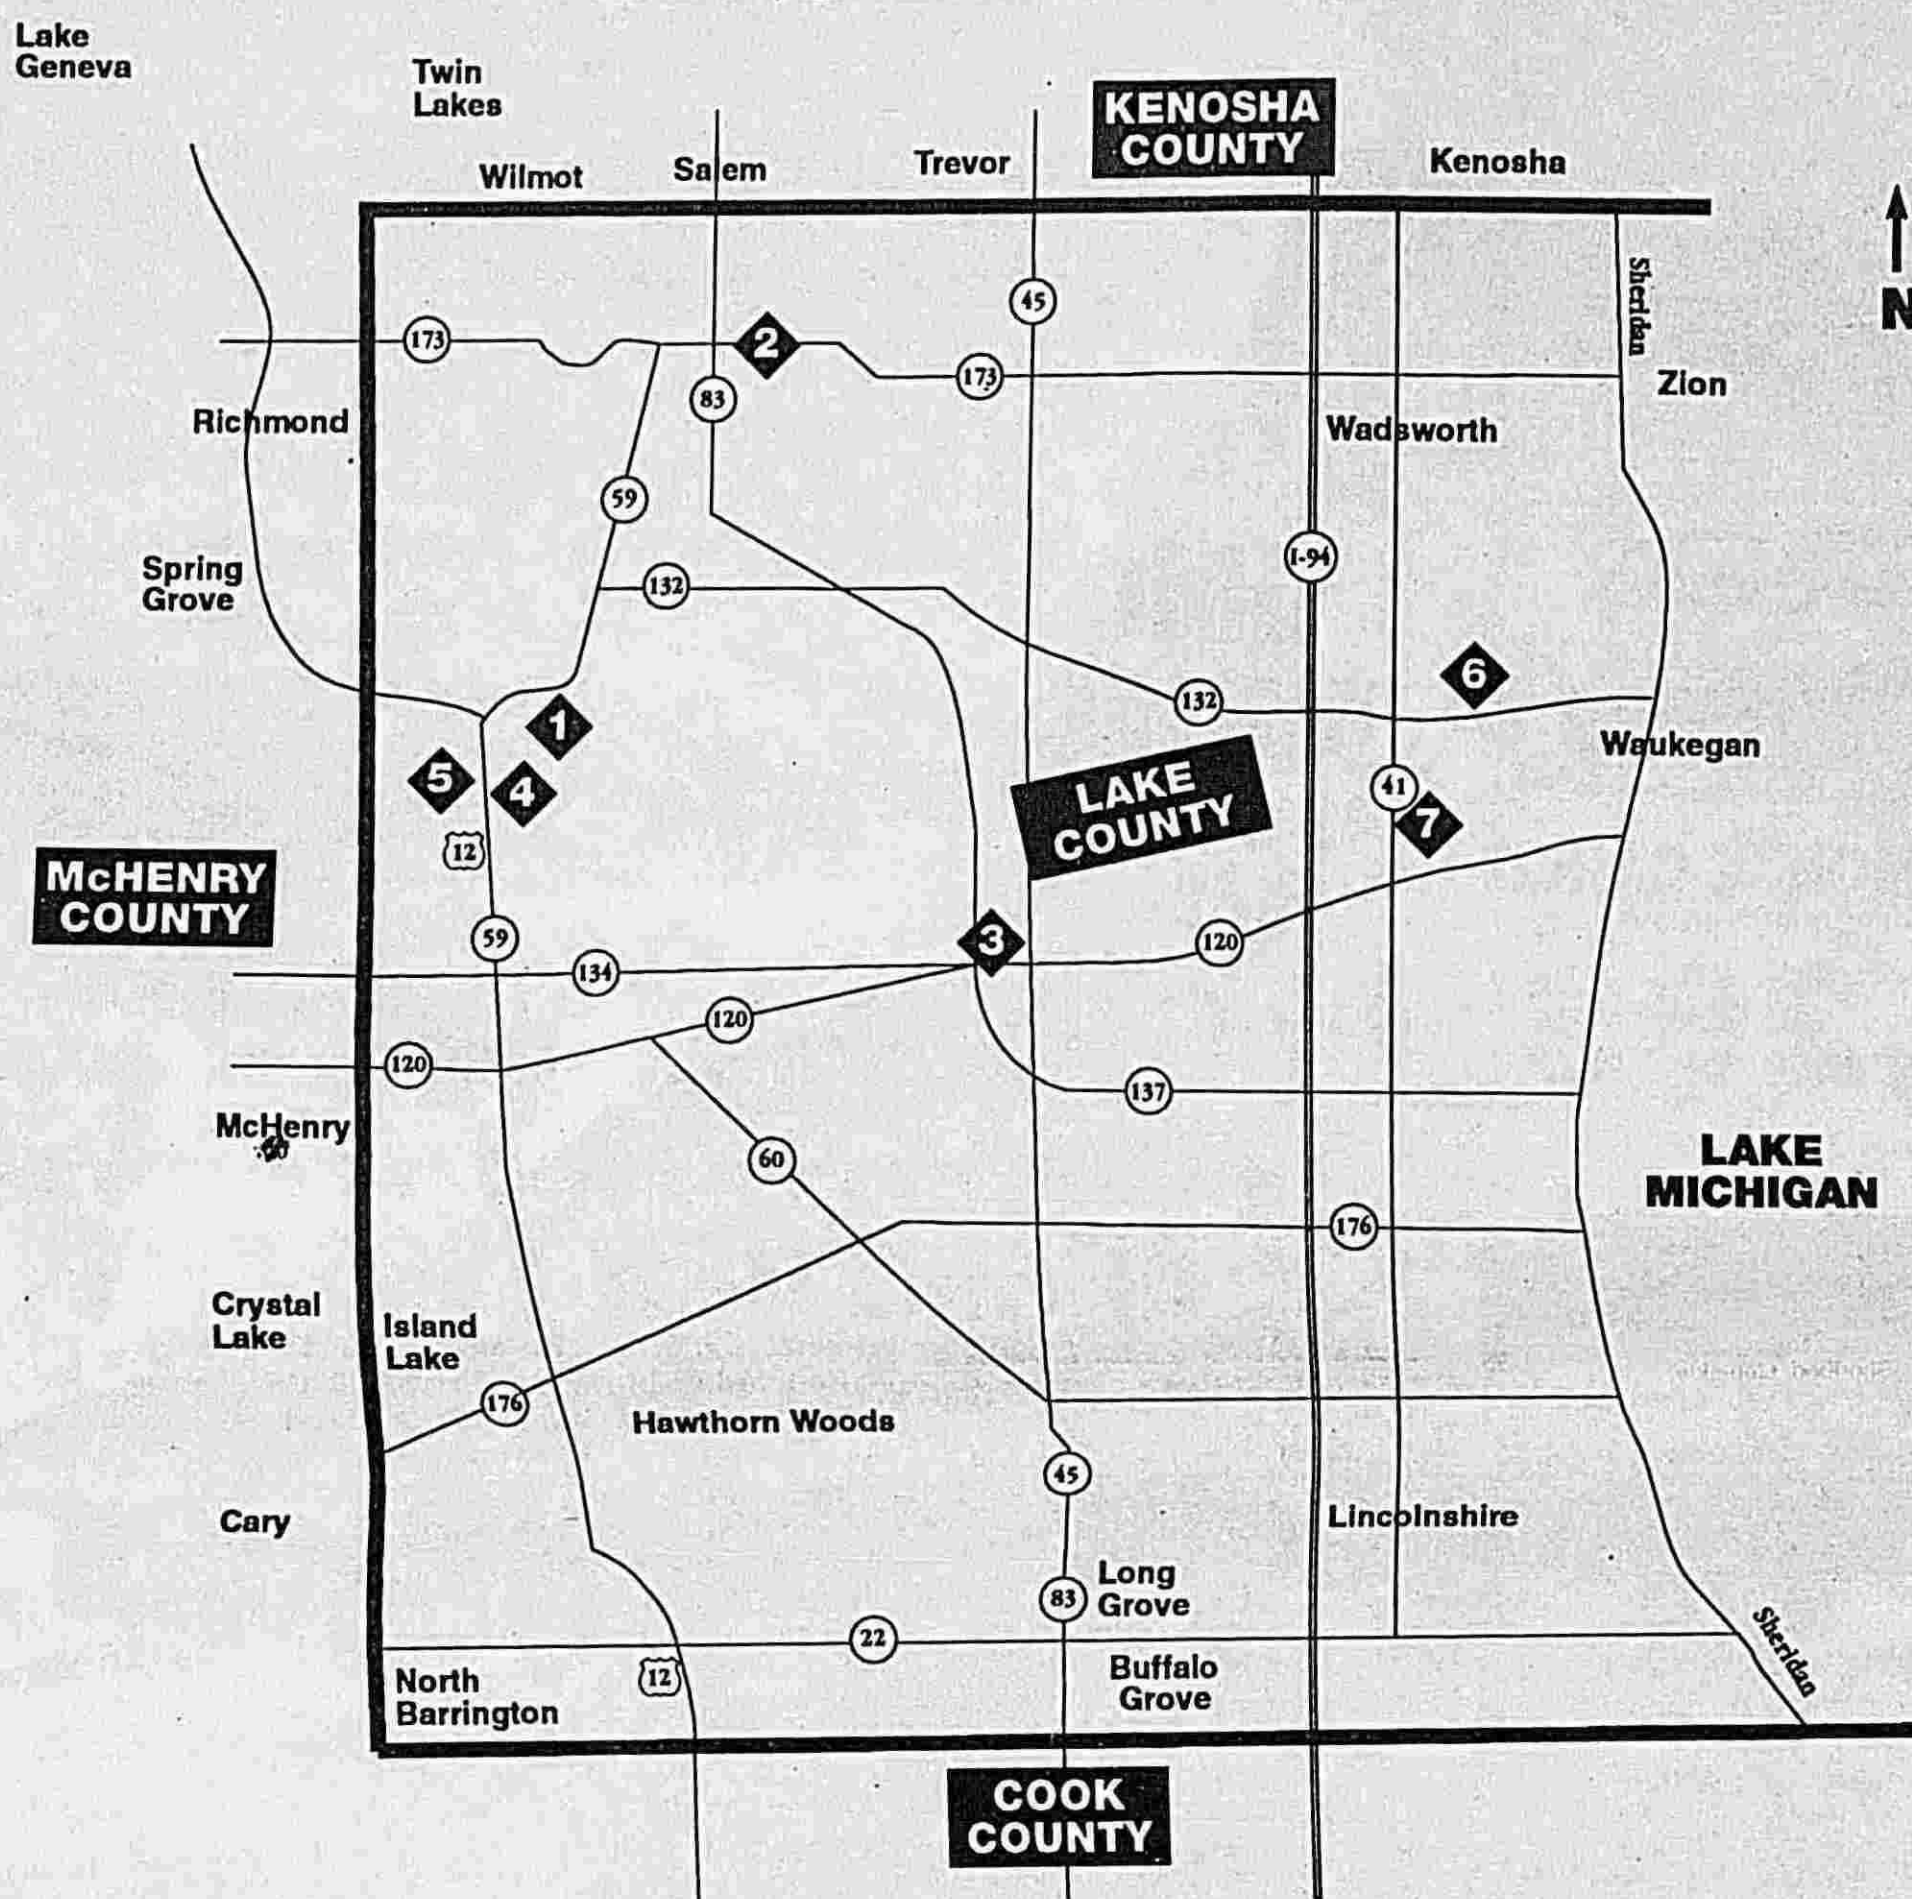 Lake
Geneva
Twin
Lakes
KENOSHA
COUNTY
Wilmot
Salem
Trevor
Kenosha
N
Sheridan
45
173
2
173
83
Zion
Richmond
Wadsworth
59
I-94
Spring
Grove
132
6
132
1
Waukegan
5
4
LAKE
COUNTY
41
7
12
McHENRY
COUNTY
59
3
120
134
120
120
137
McHenry
60
LAKE
MICHIGAN
176
Crystal
Lake
Island
Lake
176
Hawthorn Woods
45
Cary
Lincolnshire
Long
Grove
83
22
Sheridan
North
Barrington
12
Buffalo
Grove
COOK
COUNTY